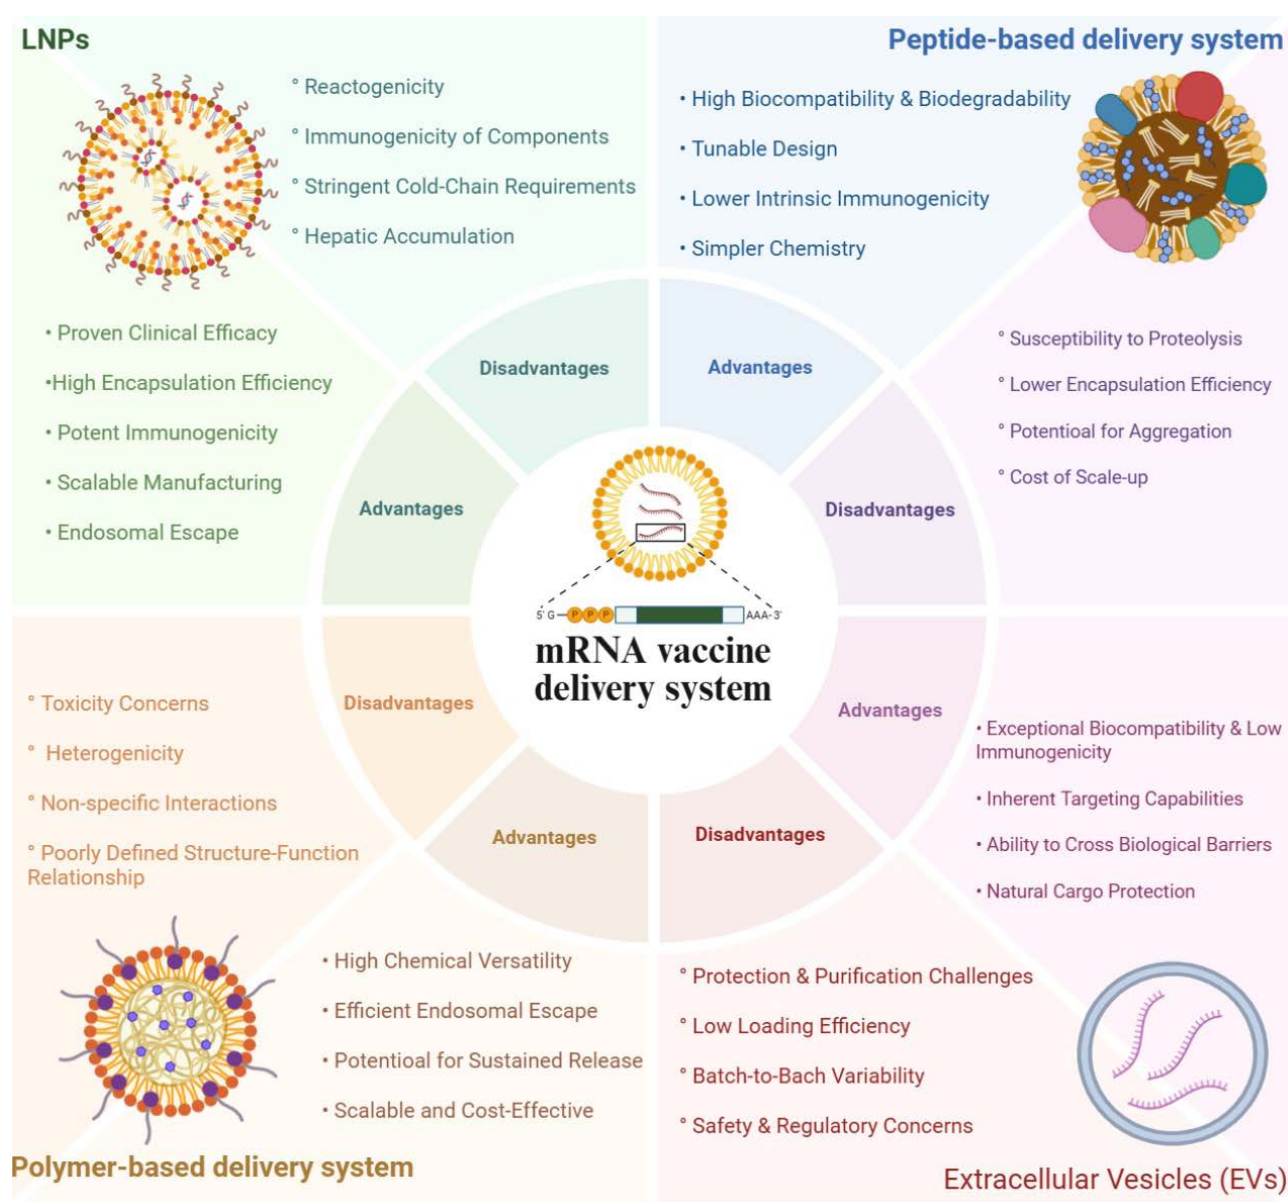 LNPs
° Reactogenicity
° Immunogenicity of Components
° Stringent Cold-Chain Requirements
° Hepatic Accumulation
Disadvantages
• Proven Clinical Efficacy
•High Encapsulation Efficiency
• Potent Immunogenicity
• Scalable Manufacturing
• Endosomal Escape
Advantages
Peptide-based delivery system
• High Biocompatibility & Biodegradability
• Tunable Design
• Lower Intrinsic Immunogenicity
• Simpler Chemistry
Advantages
° Susceptibility to Proteolysis
° Lower Encapsulation Efficiency
° Potentioal for Aggregation
° Cost of Scale-up
Disadvantages
5' G P P P AAA-3'
mRNA vaccine
delivery system
Disadvantages
° Toxicity Concerns
° Heterogenicity
° Non-specific Interactions
° Poorly Defined Structure-Function
Relationship
Advantages
• High Chemical Versatility
• Efficient Endosomal Escape
• Potentioal for Sustained Release
• Scalable and Cost-Effective
Polymer-based delivery system
Advantages
• Exceptional Biocompatibility & Low
Immunogenicity
• Inherent Targeting Capabilities
• Ability to Cross Biological Barriers
• Natural Cargo Protection
Disadvantages
° Protection & Purification Challenges
° Low Loading Efficiency
° Batch-to-Bach Variability
° Safety & Regulatory Concerns
Extracellular Vesicles (EVs)